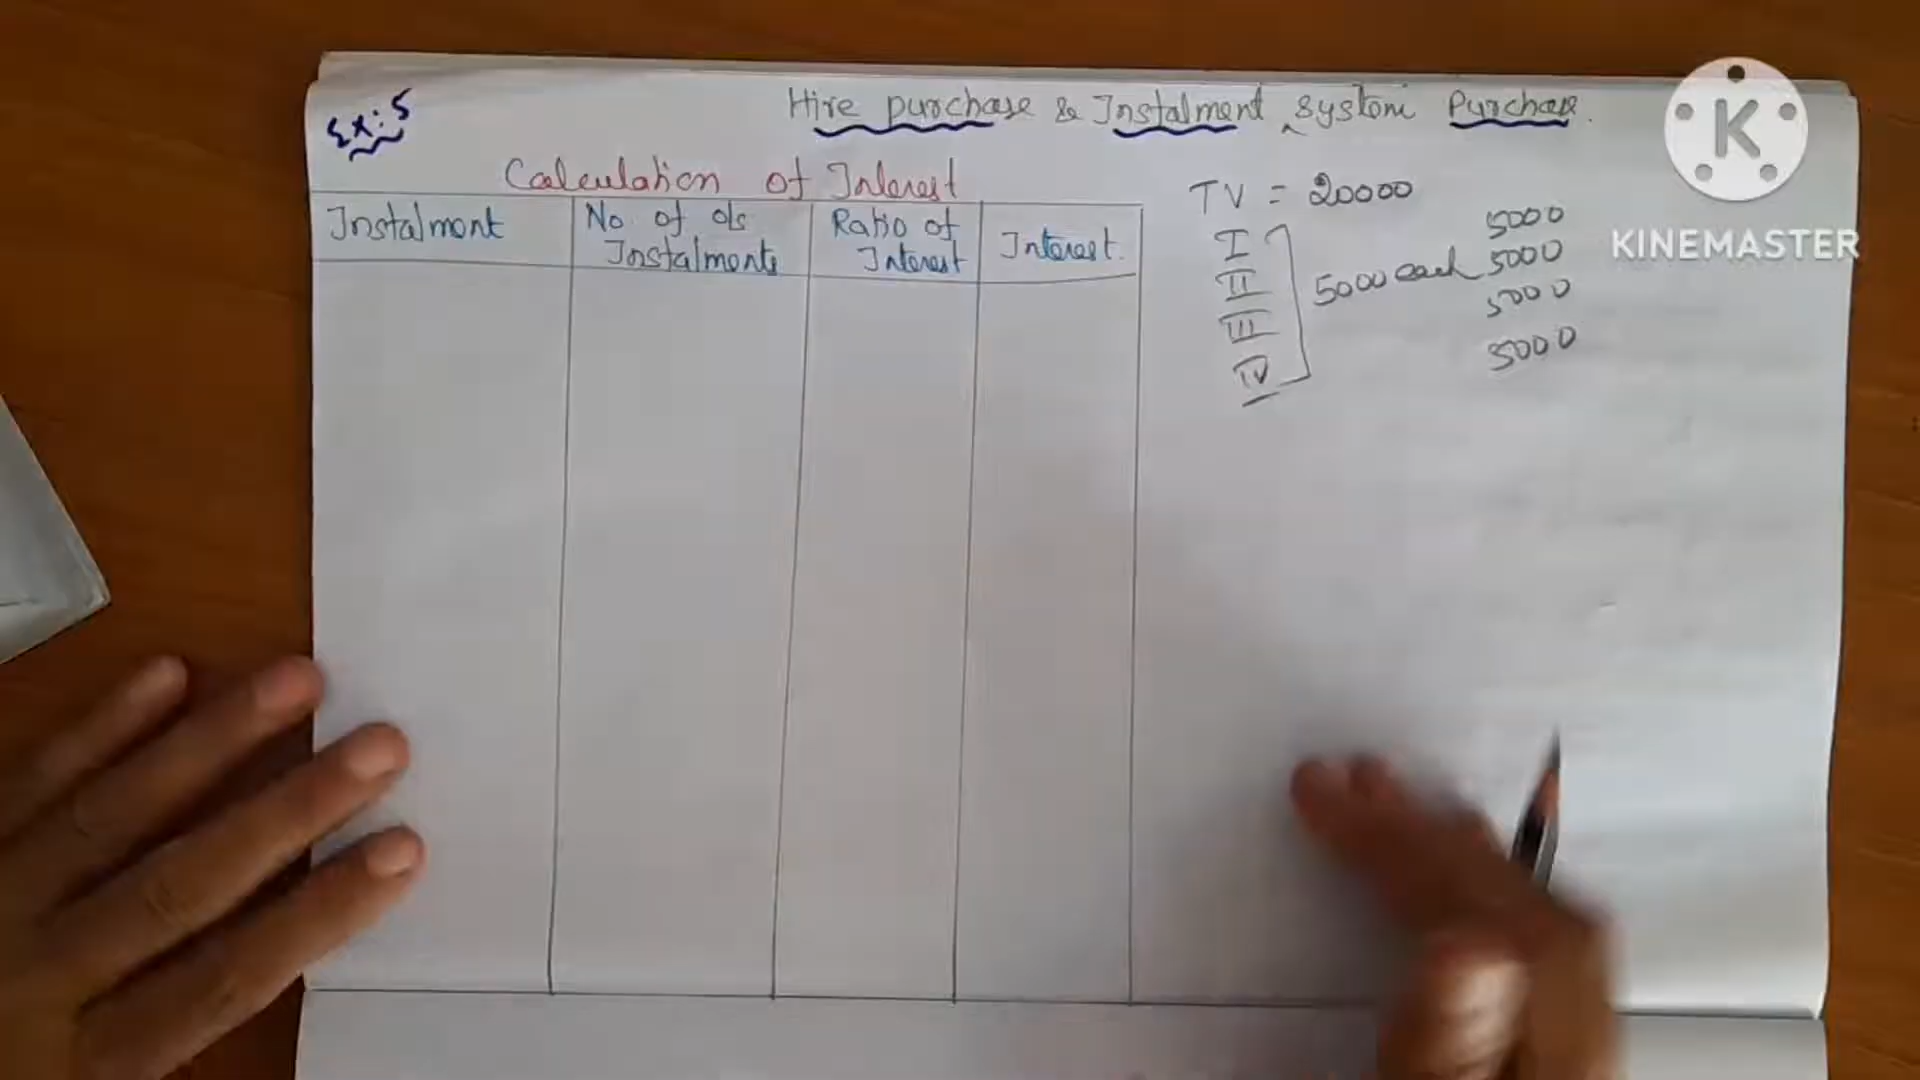 Ex: 5
Hire purchase & Instalment system Purchase.
Calculation of Interest
Instalment
No. of o/s
Instalments
Ratio of
Interest
Interest.
TV = 20000
I
II
III
IV
5000 each
5000
5000
5000
5000
K
KINEMASTER